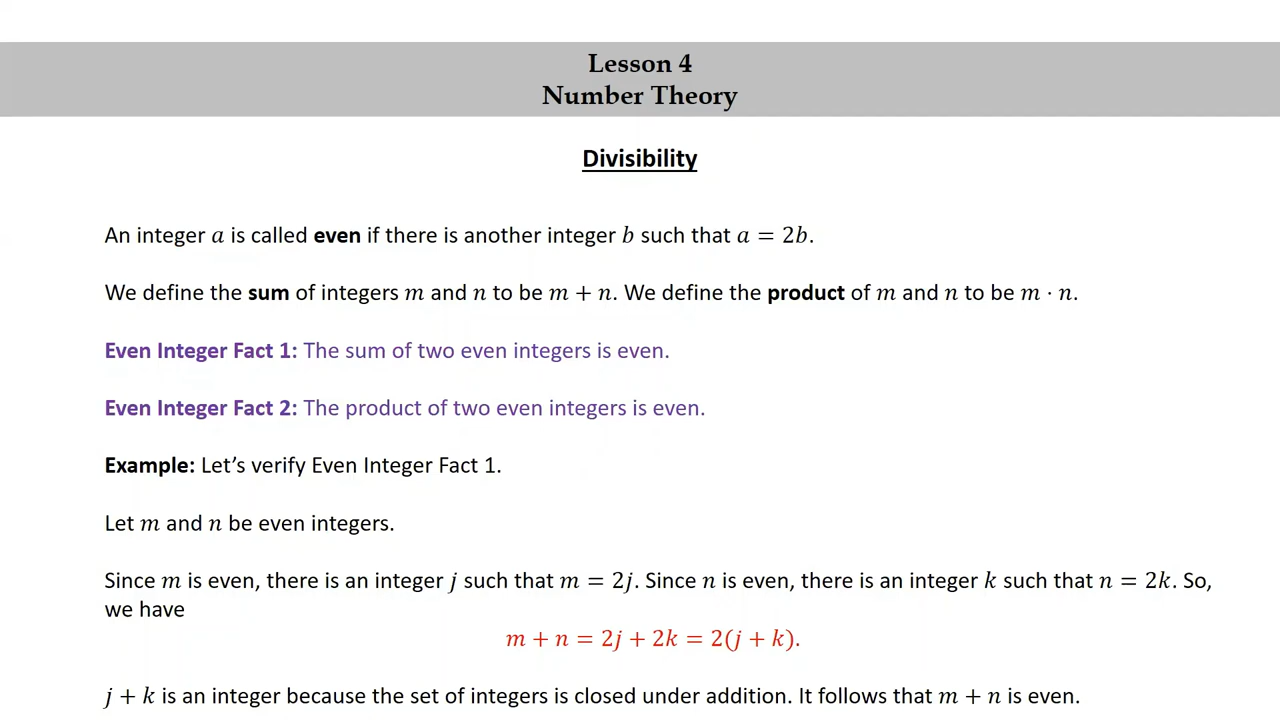 Lesson 4
Number Theory
Divisibility
An integer 𝑎 is called even if there is another integer 𝑏 such that 𝑎 = 2𝑏.
We define the sum of integers 𝑚 and 𝑛 to be 𝑚 + 𝑛. We define the product of 𝑚 and 𝑛 to be 𝑚 · 𝑛.
Even Integer Fact 1: The sum of two even integers is even.
Even Integer Fact 2: The product of two even integers is even.
Example: Let’s verify Even Integer Fact 1.
Let 𝑚 and 𝑛 be even integers.
Since 𝑚 is even, there is an integer 𝑗 such that 𝑚 = 2𝑗. Since 𝑛 is even, there is an integer 𝑘 such that 𝑛 = 2𝑘. So,
we have
𝑚 + 𝑛 = 2𝑗 + 2𝑘 = 2(𝑗 + 𝑘).
𝑗 + 𝑘 is an integer because the set of integers is closed under addition. It follows that 𝑚 + 𝑛 is even.